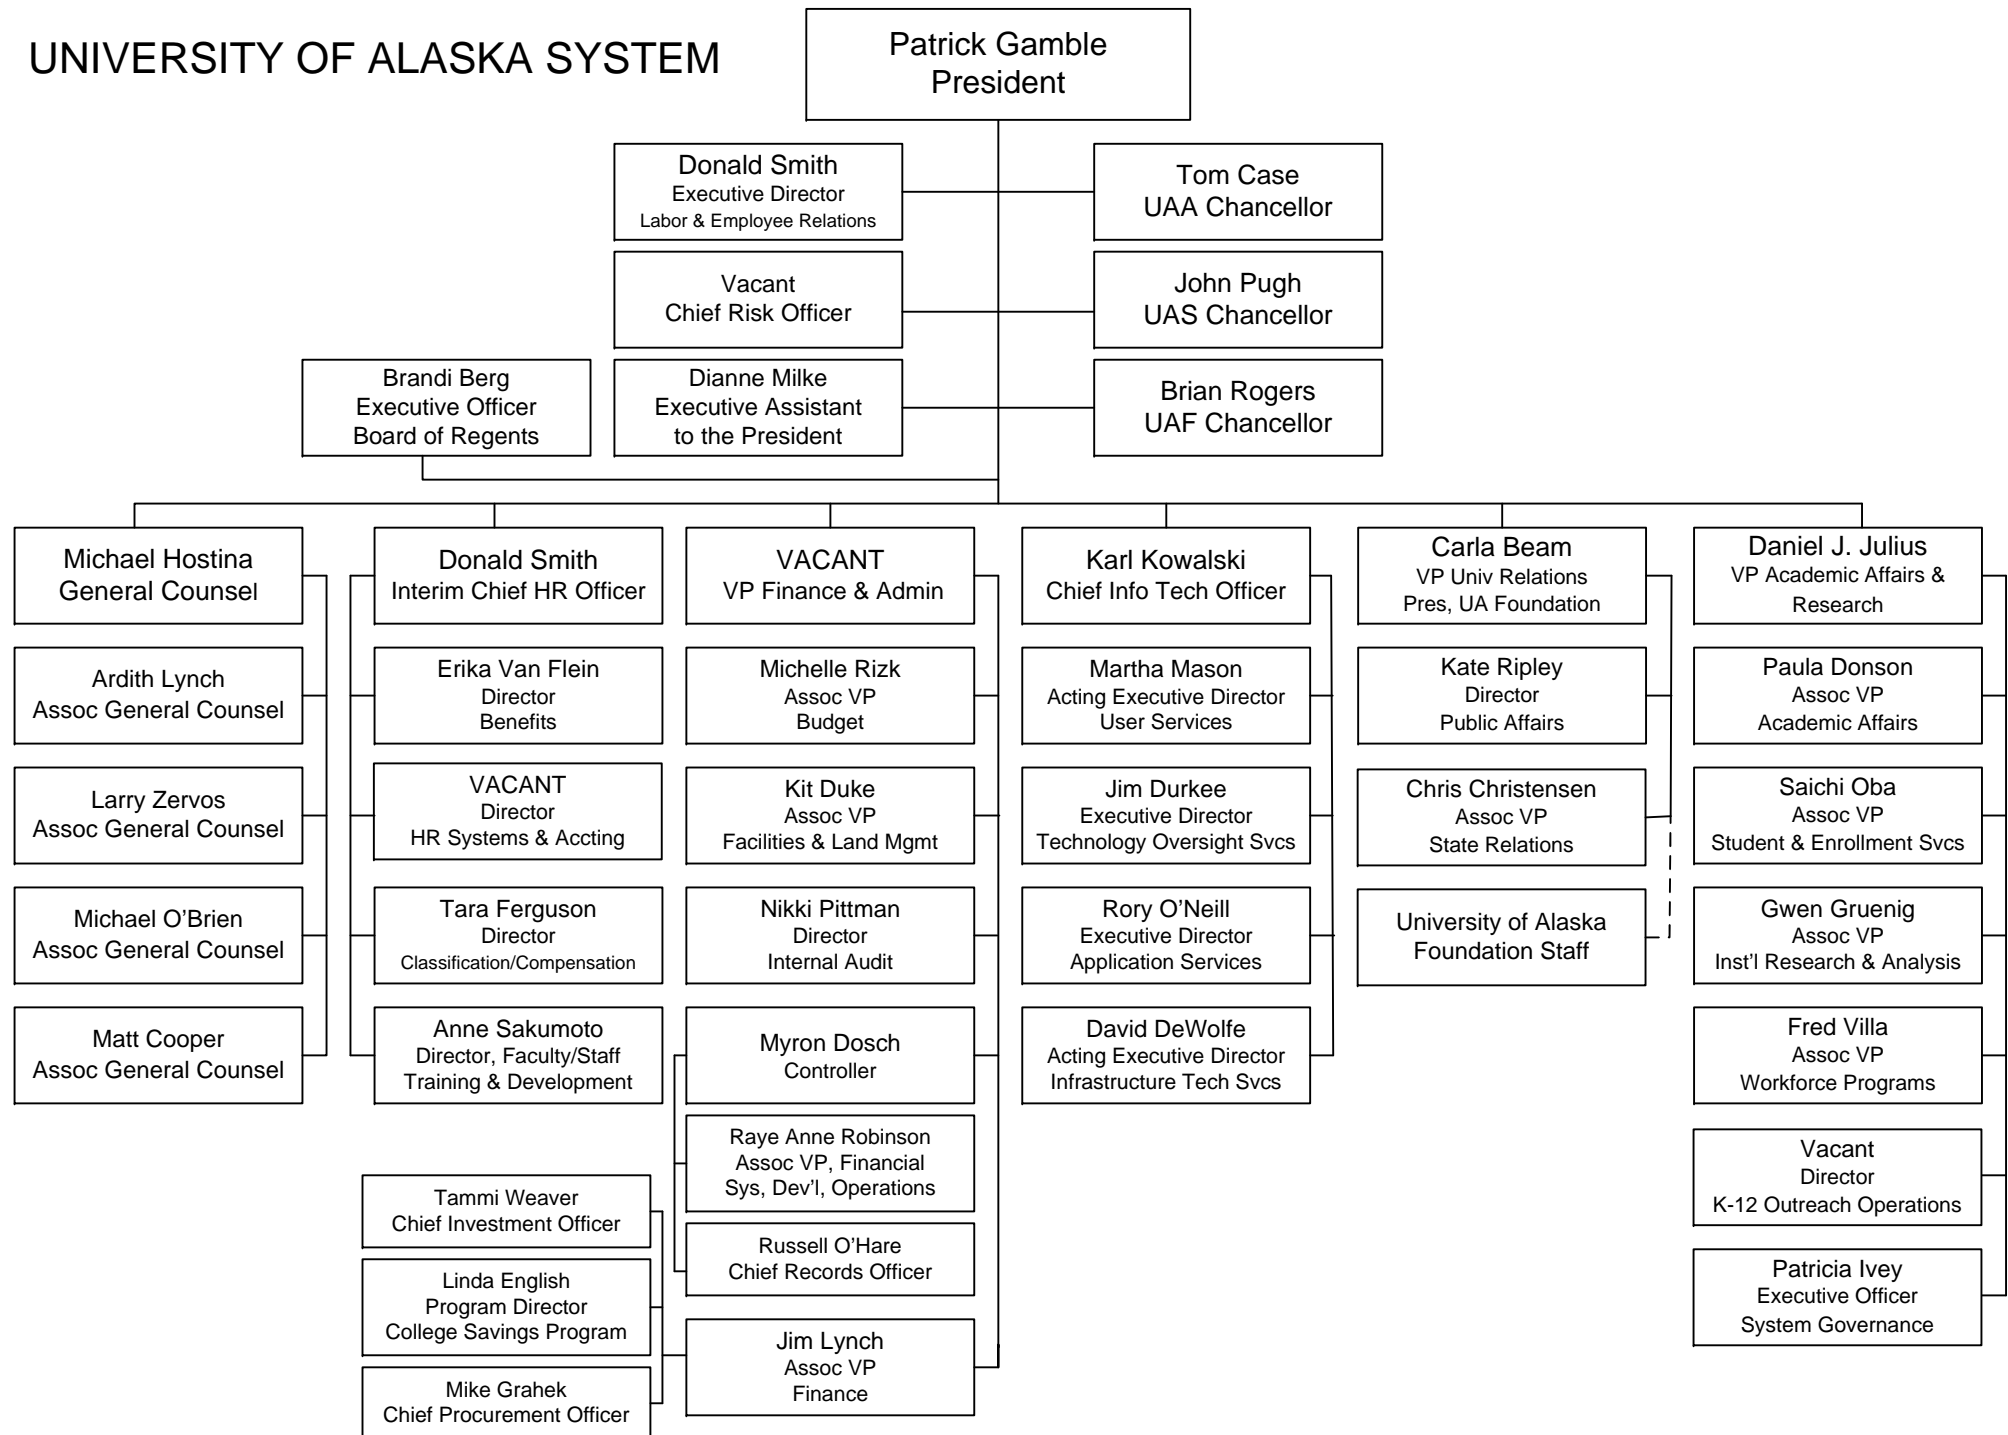 UNIVERSITY OF ALASKA SYSTEM
Patrick Gamble
President
Donald Smith
Executive Director
Labor & Employee Relations
Tom Case
UAA Chancellor
Vacant
Chief Risk Officer
John Pugh
UAS Chancellor
Brandi Berg
Executive Officer
Board of Regents
Dianne Milke
Executive Assistant
to the President
Brian Rogers
UAF Chancellor
Michael Hostina
General Counsel
Ardith Lynch
Assoc General Counsel
Larry Zervos
Assoc General Counsel
Michael O’Brien
Assoc General Counsel
Matt Cooper
Assoc General Counsel
Donald Smith
Interim Chief HR Officer
Erika Van Flein
Director
Benefits
VACANT
Director
HR Systems & Accting
Tara Ferguson
Director
Classification/Compensation
Anne Sakumoto
Director, Faculty/Staff
Training & Development
VACANT
VP Finance & Admin
Michelle Rizk
Assoc VP
Budget
Kit Duke
Assoc VP
Facilities & Land Mgmt
Nikki Pittman
Director
Internal Audit
Myron Dosch
Controller
Raye Anne Robinson
Assoc VP, Financial
Sys, Dev’l, Operations
Russell O’Hare
Chief Records Officer
Jim Lynch
Assoc VP
Finance
Tammi Weaver
Chief Investment Officer
Linda English
Program Director
College Savings Program
Mike Grahek
Chief Procurement Officer
Karl Kowalski
Chief Info Tech Officer
Martha Mason
Acting Executive Director
User Services
Jim Durkee
Executive Director
Technology Oversight Svcs
Rory O’Neill
Executive Director
Application Services
David DeWolfe
Acting Executive Director
Infrastructure Tech Svcs
Carla Beam
VP Univ Relations
Pres, UA Foundation
Kate Ripley
Director
Public Affairs
Chris Christensen
Assoc VP
State Relations
University of Alaska
Foundation Staff
Daniel J. Julius
VP Academic Affairs &
Research
Paula Donson
Assoc VP
Academic Affairs
Saichi Oba
Assoc VP
Student & Enrollment Svcs
Gwen Gruenig
Assoc VP
Inst’l Research & Analysis
Fred Villa
Assoc VP
Workforce Programs
Vacant
Director
K-12 Outreach Operations
Patricia Ivey
Executive Officer
System Governance